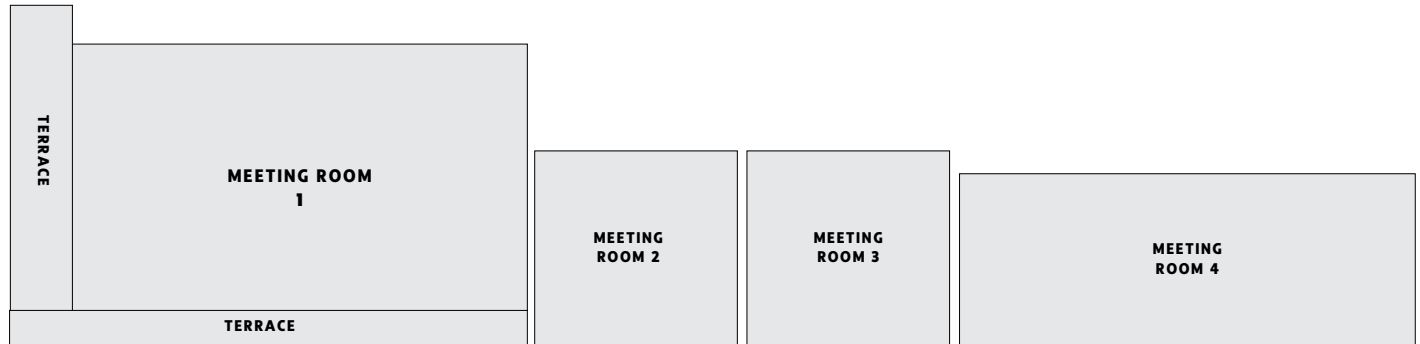 TERRACE
MEETING ROOM
1
TERRACE
MEETING
ROOM 2
MEETING
ROOM 3
MEETING
ROOM 4